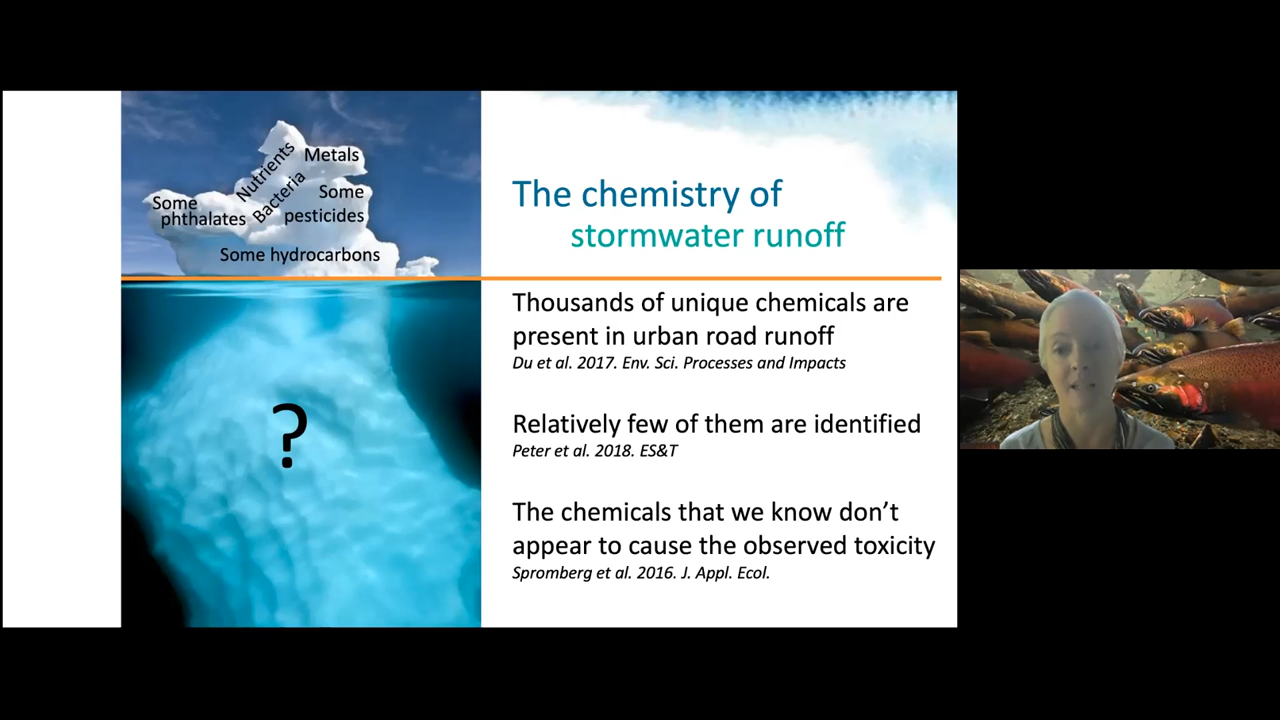 Nutrients
Metals
Bacteria
Some
phthalates
Some
pesticides
Some hydrocarbons
?
The chemistry of
stormwater runoff
Thousands of unique chemicals are
present in urban road runoff
Du et al. 2017. Env. Sci. Processes and Impacts
Relatively few of them are identified
Peter et al. 2018. ES&T
The chemicals that we know don’t
appear to cause the observed toxicity
Spromberg et al. 2016. J. Appl. Ecol.